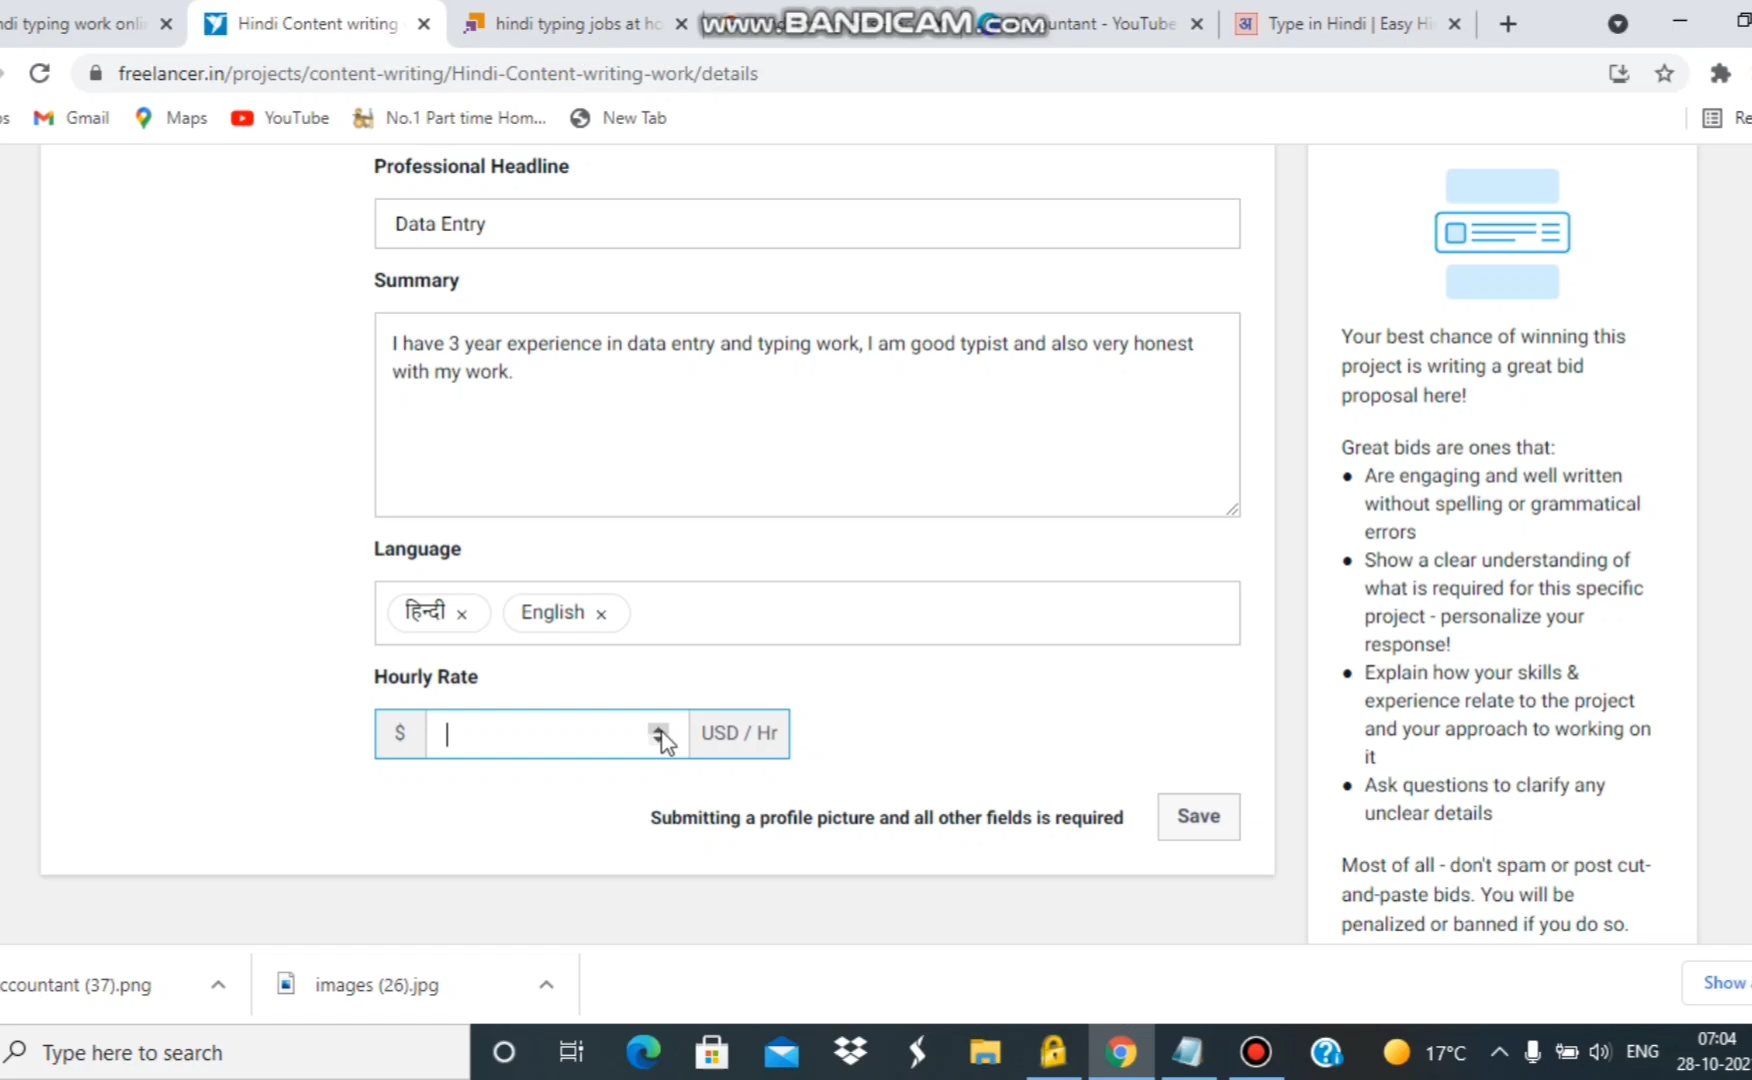 di typing work onli
Hindi Content writing
hindi typing jobs at ho
www.BANDICAM.com
untant - YouTube
Type in Hindi | Easy Hi
freelancer.in/projects/content-writing/Hindi-Content-writing-work/details
Gmail
Maps
YouTube
No.1 Part time Hom...
New Tab
Re
Professional Headline
Data Entry
Summary
I have 3 year experience in data entry and typing work, I am good typist and also very honest
with my work.
Language
हिन्दी ×
English ×
Hourly Rate
$
USD / Hr
Submitting a profile picture and all other fields is required
Save
Your best chance of winning this
project is writing a great bid
proposal here!
Great bids are ones that:
● Are engaging and well written
without spelling or grammatical
errors
● Show a clear understanding of
what is required for this specific
project - personalize your
response!
● Explain how your skills &
experience relate to the project
and your approach to working on
it
● Ask questions to clarify any
unclear details
Most of all - don't spam or post cut-
and-paste bids. You will be
penalized or banned if you do so.
ccountant (37).png
images (26).jpg
Show
Type here to search
17°C
ENG
07:04
28-10-202